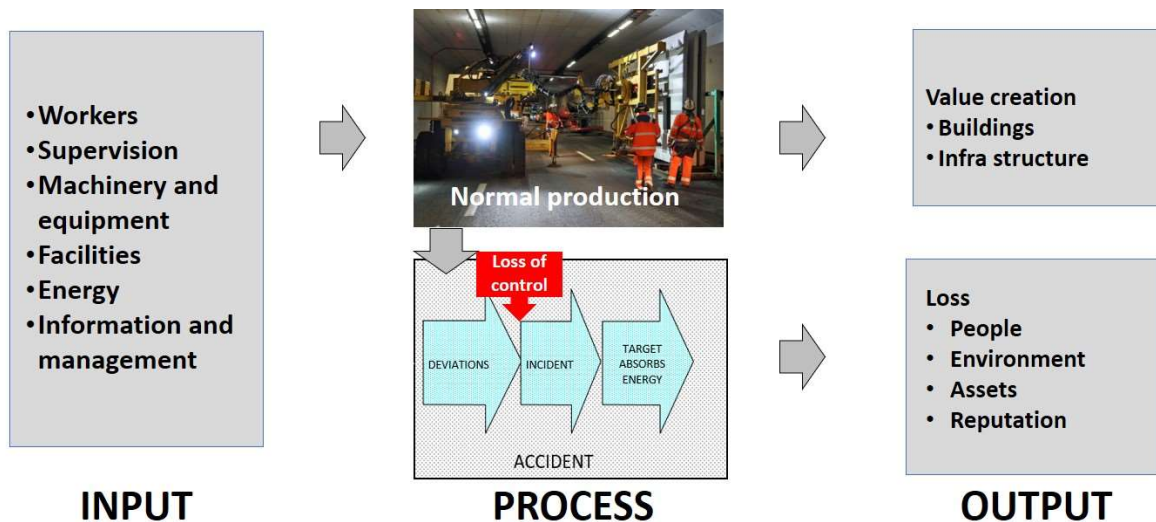 •Workers
•Supervision
•Machinery and
equipment
•Facilities
•Energy
•Information and
management
INPUT
Normal production
Loss of
control
DEVIATIONS
INCIDENT
TARGET
ABSORBS
ENERGY
ACCIDENT
PROCESS
Value creation
• Buildings
• Infra structure
Loss
• People
• Environment
• Assets
• Reputation
OUTPUT